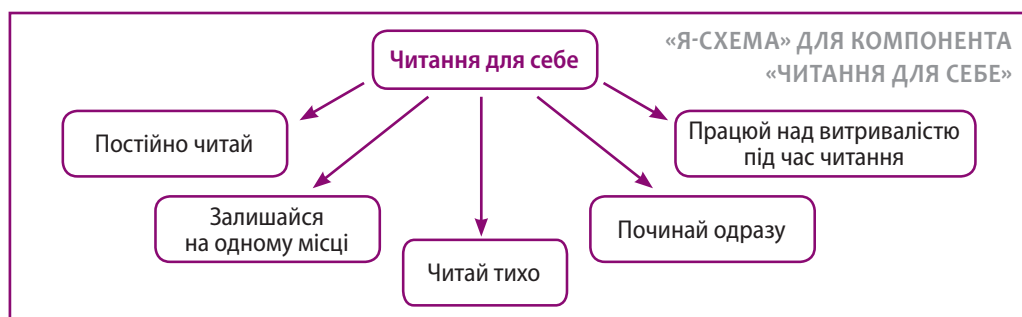 «Я-СХЕМА» ДЛЯ КОМПОНЕНТА
«ЧИТАННЯ ДЛЯ СЕБЕ»
Читання для себе
Постійно читай
Залишайся
на одному місці
Читай тихо
Починай одразу
Працюй над витривалістю
під час читання